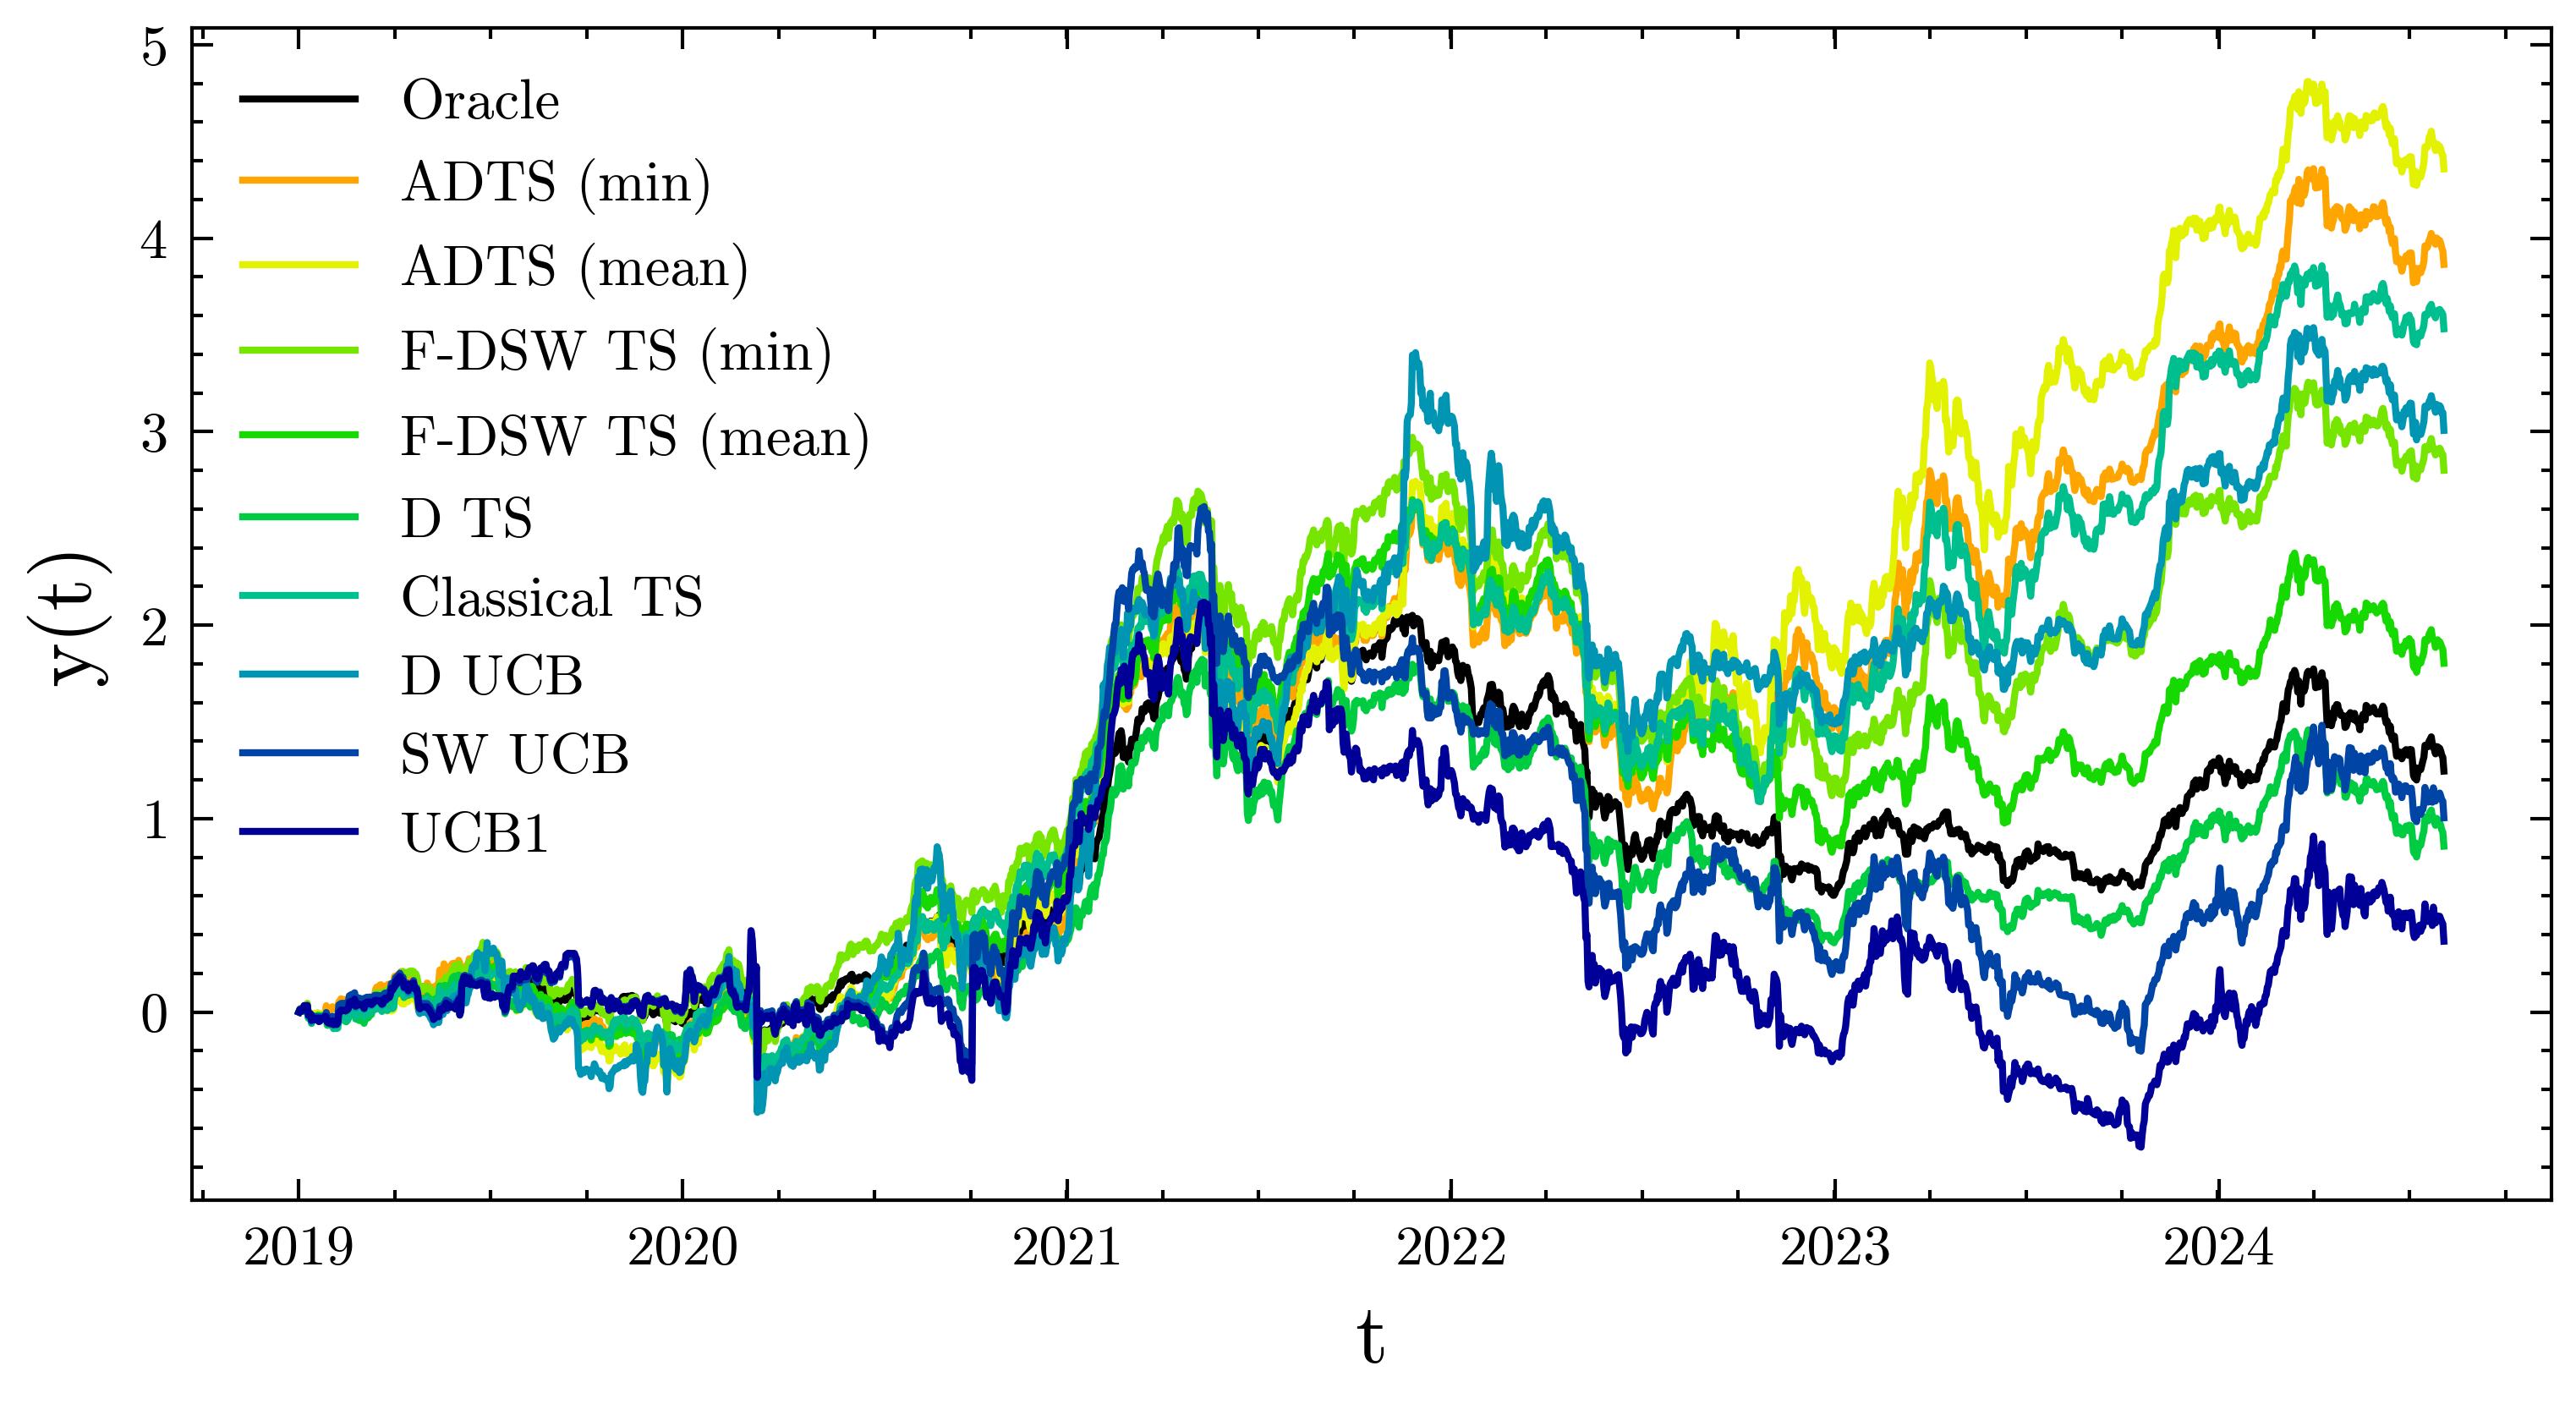 5
4
3
2
1
0
y(t)
Oracle
ADTS (min)
ADTS (mean)
F-DSW TS (min)
F-DSW TS (mean)
D TS
Classical TS
D UCB
SW UCB
UCB1
2019 2020 2021 2022 2023 2024
t